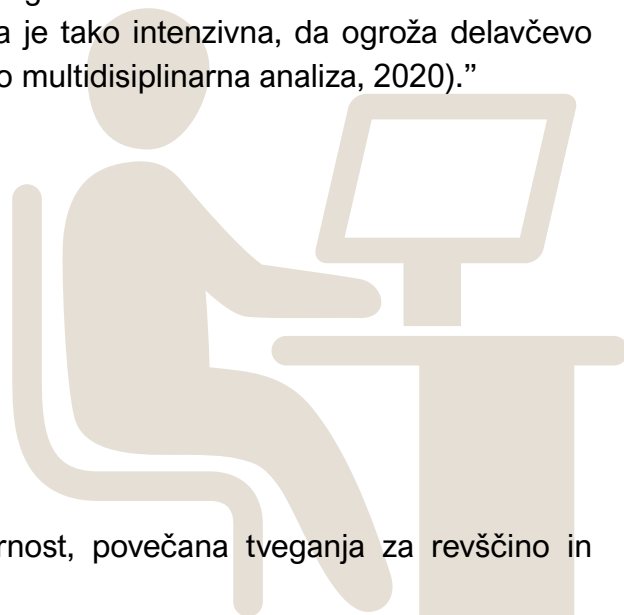 a je tako intenzivna, da ogroža delavčevo
o multidisiplinarna analiza, 2020).”
rnost, povečana tveganja za revščino in